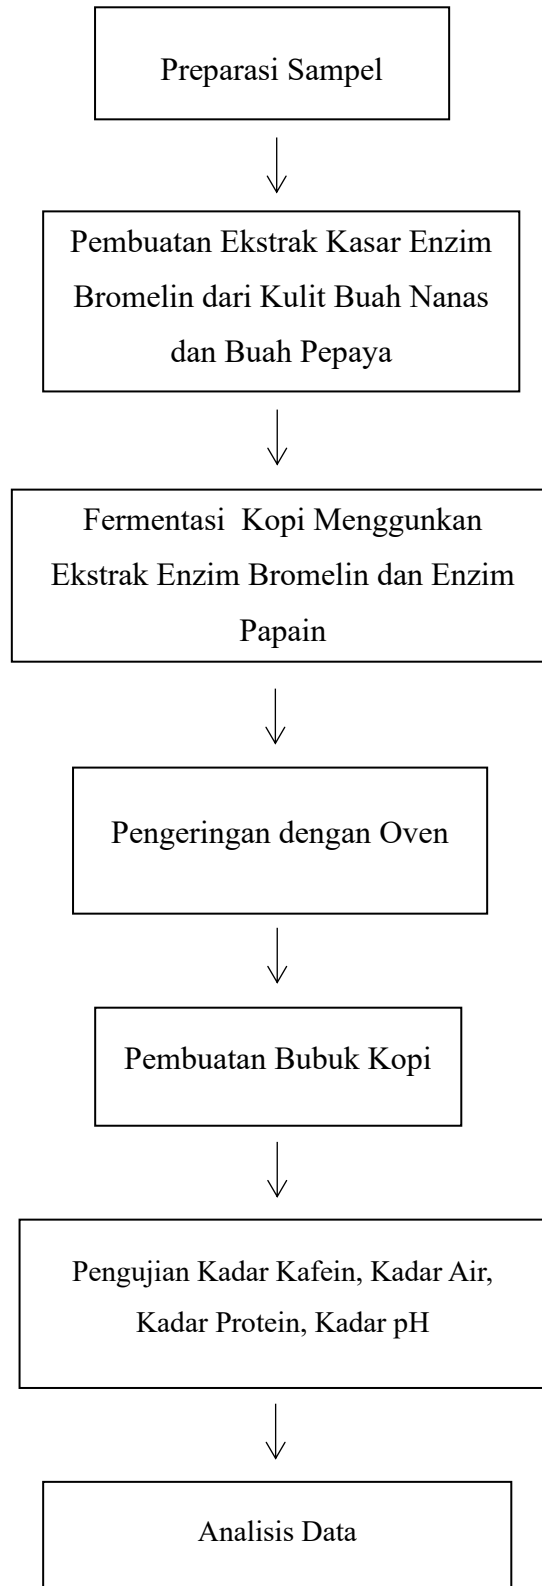 Preparasi Sampel
Pembuatan Ekstrak Kasar Enzim
Bromelin dari Kulit Buah Nanas
dan Buah Pepaya
Fermentasi Kopi Menggunkan
Ekstrak Enzim Bromelin dan Enzim
Papain
Pengeringan dengan Oven
Pembuatan Bubuk Kopi
Pengujian Kadar Kafein, Kadar Air,
Kadar Protein, Kadar pH
Analisis Data